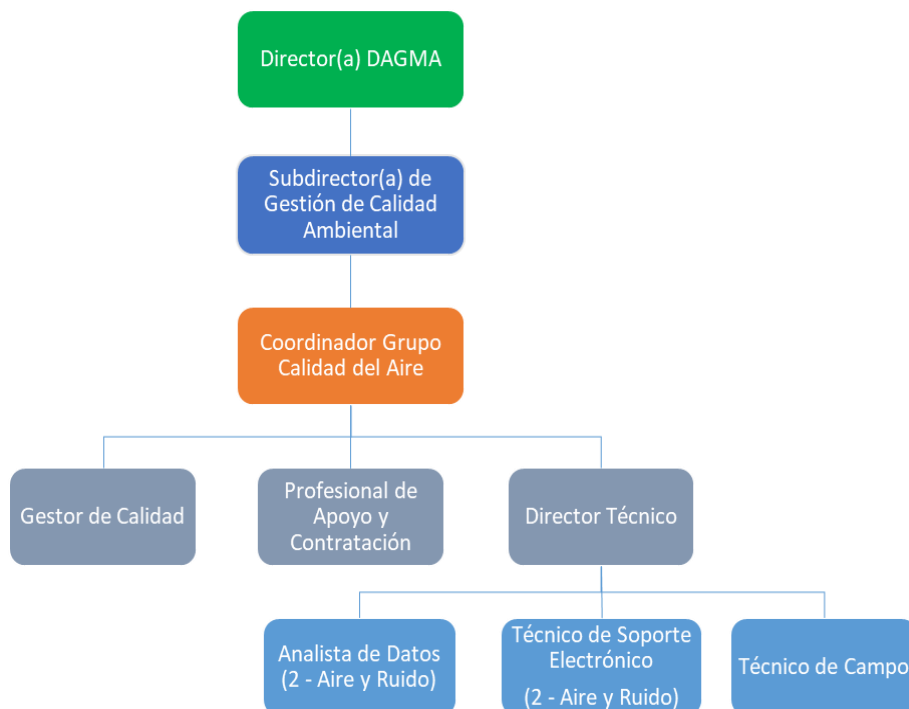 Director(a) DAGMA
Subdirector(a) de
Gestión de Calidad
Ambiental
Coordinador Grupo
Calidad del Aire
Gestor de Calidad
Profesional de
Apoyo y
Contratación
Director Técnico
Analista de Datos
(2 - Aire y Ruido)
Técnico de Soporte
Electrónico
(2 - Aire y Ruido)
Técnico de Campo